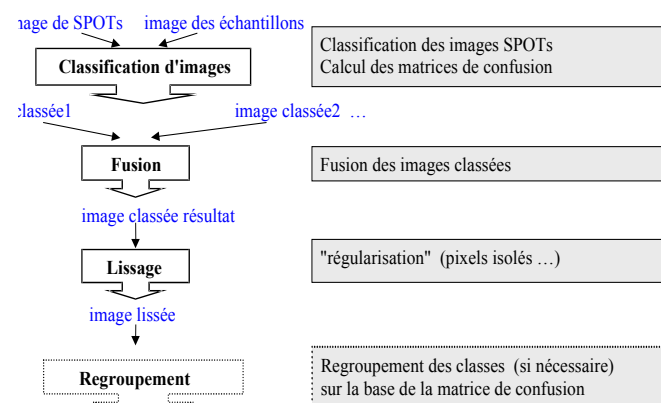 de SPOTs image des échantillons
Classification d'images
Classification des images SPOTs
Calcul des matrices de confusion
image classée2 …
Fusion
Fusion des images classées
image classée résultat
Lissage
"régularisation" (pixels isolés …)
image lissée
Regroupement
Regroupement des classes (si nécessaire)
sur la base de la matrice de confusion